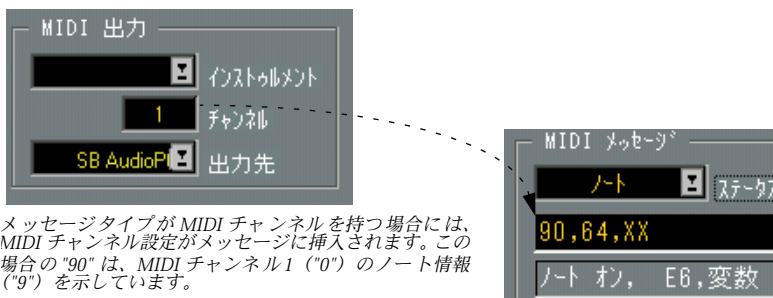 MIDI 出力
インストゥルメント
1 チャンネル
SB AudioP 出力先
メッセージタイプが MIDI チャンネルを持つ場合には、
MIDI チャンネル設定がメッセージに挿入されます。この
場合の "90" は、MIDI チャンネル 1（"0"）のノート情報
（"9"）を示しています。
MIDI メッセージ
ノート ステータス
90,64,XX
ノート オン, E6,変数